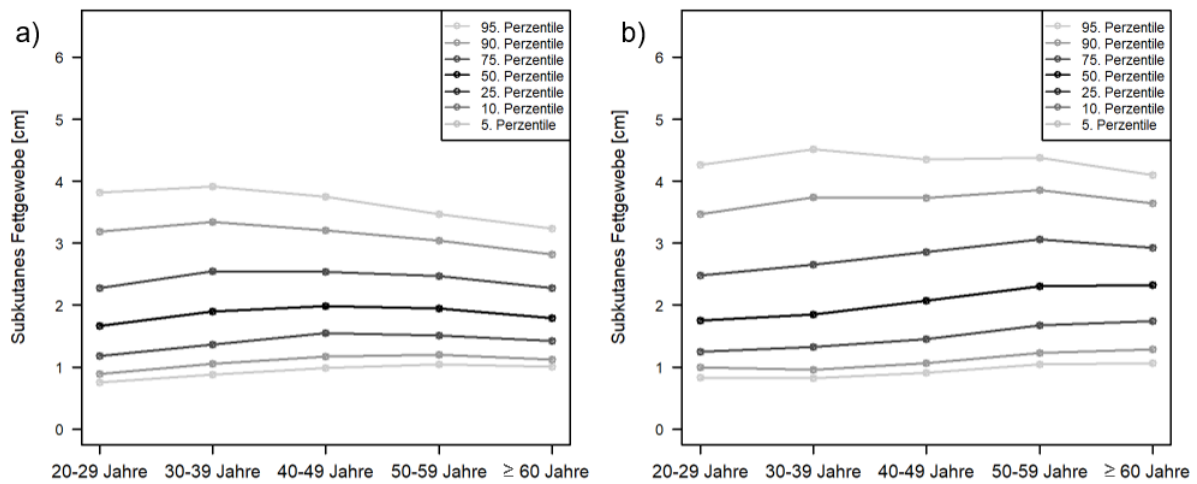 a)
95. Perzentile
90. Perzentile
75. Perzentile
50. Perzentile
25. Perzentile
10. Perzentile
5. Perzentile
Subkutanes Fettgewebe [cm]
6
5
4
3
2
1
0
20-29 Jahre 30-39 Jahre 40-49 Jahre 50-59 Jahre ≥ 60 Jahre
b)
95. Perzentile
90. Perzentile
75. Perzentile
50. Perzentile
25. Perzentile
10. Perzentile
5. Perzentile
Subkutanes Fettgewebe [cm]
6
5
4
3
2
1
0
20-29 Jahre 30-39 Jahre 40-49 Jahre 50-59 Jahre ≥ 60 Jahre